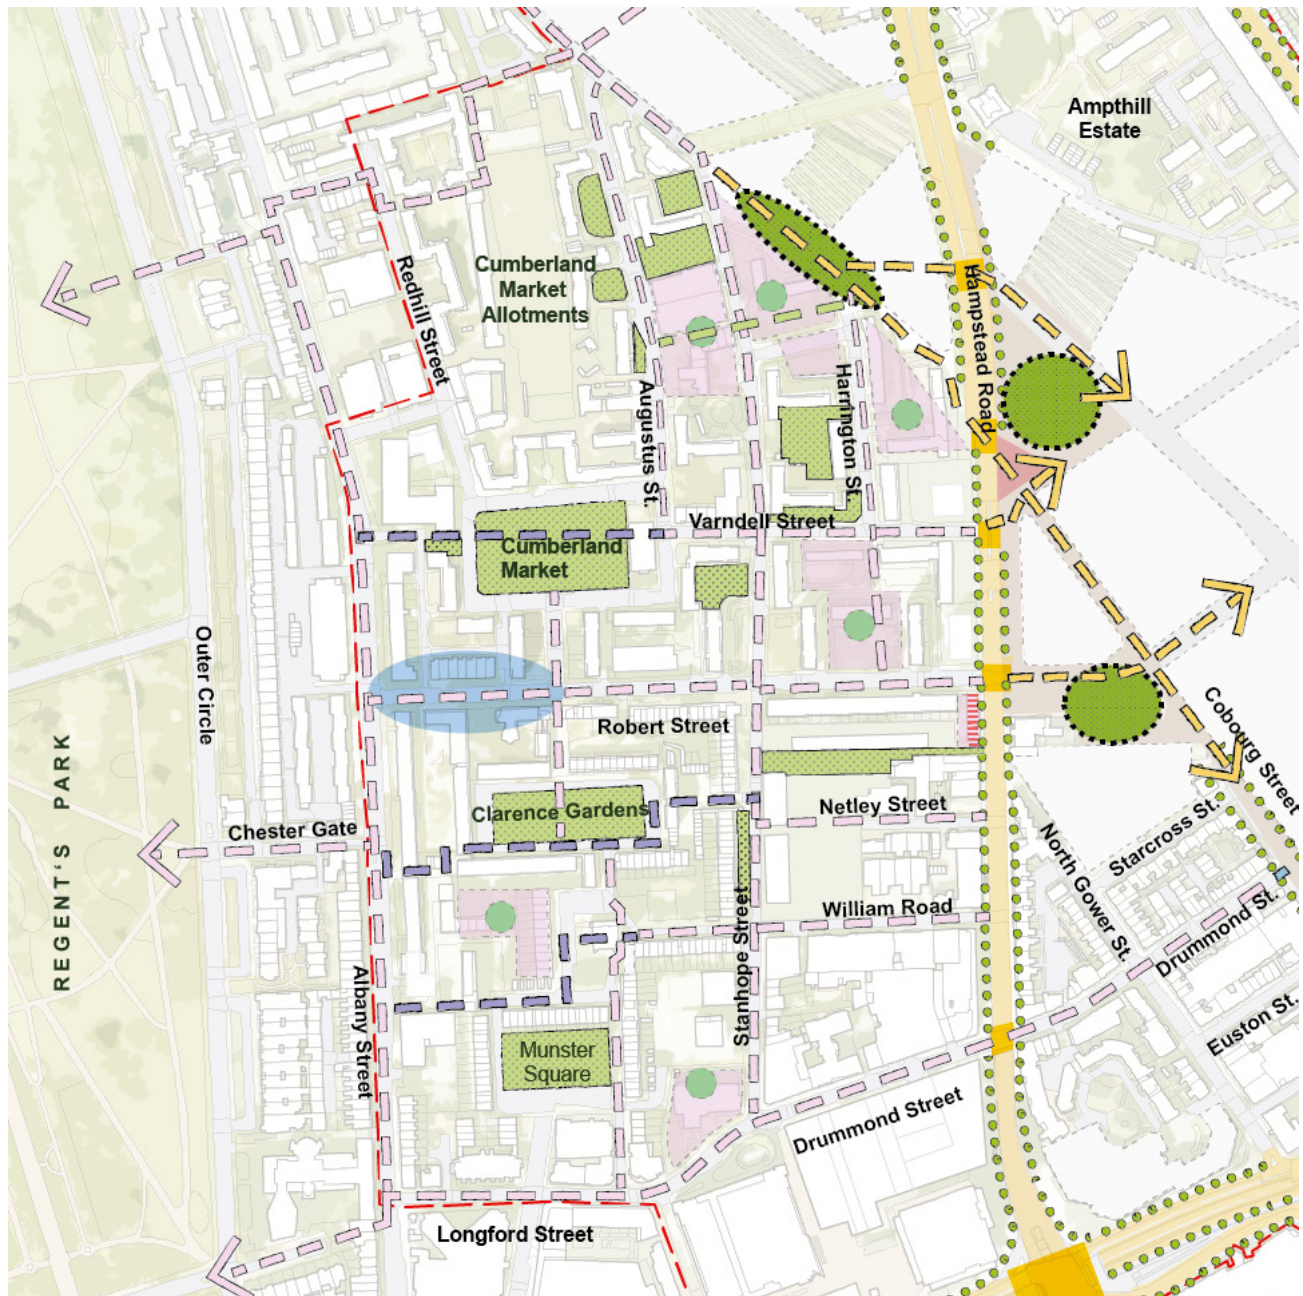 Ampthill
Estate
Cumberland
Market
Allotments
Redhill Street
Hampstead Road
Augustus St.
Harrington St.
Varndell Street
Cumberland
Market
Outer Circle
REGENT'S PARK
Robert Street
Cobourg Street
Clarence Gardens
Netley Street
Chester Gate
North Gower St.
Starcross St.
William Road
Stanhope Street
Drummond St.
Albany Street
Euston St.
Munster
Square
Drummond Street
Longford Street